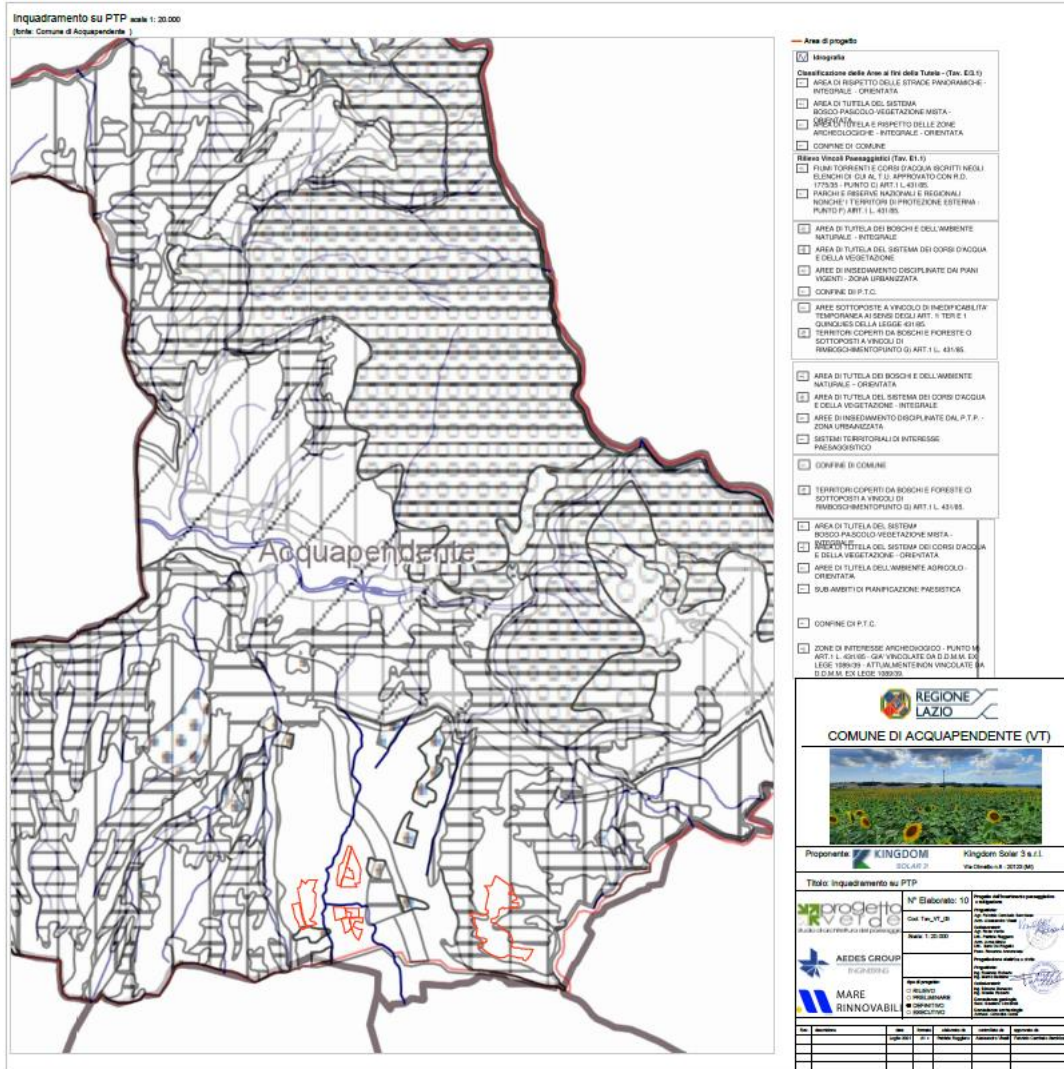 Inquadramento su PTP scala 1: 20.000
(fonte: Comune di Acquapendente )
Acquapendente
Area di progetto
Idrografia
Classificazione delle Aree ai fini della Tutela - (Tav. E/3.1)
AREA DI RISPETTO DELLE STRADE PANORAMICHE -
INTEGRALE - ORIENTATA
AREA DI TUTELA DEL SISTEMA
BOSCO-PASCOLO-VEGETAZIONE MISTA -
ORIENTATA
AREA DI TUTELA E RISPETTO DELLE ZONE
ARCHEOLOGICHE - INTEGRALE - ORIENTATA
CONFINE DI COMUNE
Rilievo Vincoli Paesaggistici (Tav. E1.1)
FIUMI TORRENTI E CORSI D'ACQUA ISCRITTI NEGLI
ELENCHI DI CUI AL T.U. APPROVATO CON R.D.
1775/35 - PUNTO C) ART.1 L.431/85.
PARCHI E RISERVE NAZIONALI E REGIONALI
NONCHE' I TERRITORI DI PROTEZIONE ESTERNA -
PUNTO F) ART.1 L. 431/85.
AREA DI TUTELA DEI BOSCHI E DELL'AMBIENTE
NATURALE - INTEGRALE
AREA DI TUTELA DEL SISTEMA DEI CORSI D'ACQUA
E DELLA VEGETAZIONE
AREE DI INSEDIAMENTO DISCIPLINATE DAI PIANI
VIGENTI - ZIONA URBANIZZATA
CONFINE DI P.T.C.
AREE SOTTOPOSTE A VINCOLO DI INEDIFICABILITA'
TEMPORANEA AI SENSI DEGLI ART. 1 TER E 1
QUINQUIES DELLA LEGGE 431/85.
TERRITORI COPERTI DA BOSCHI E FORESTE O
SOTTOPOSTI A VINCOLI DI
RIMBOSCHIMENTOPUNTO G) ART.1 L. 431/85.
AREA DI TUTELA DEI BOSCHI E DELL'AMBIENTE
NATURALE - ORIENTATA
AREA DI TUTELA DEL SISTEMA DEI CORSI D'ACQUA
E DELLA VEGETAZIONE - INTEGRALE
AREE DI INSEDIAMENTO DISCIPLINATE DAL P.T.P. -
ZONA URBANIZZATA
SISTEMI TERRITORIALI DI INTERESSE
PAESAGGISTICO
CONFINE DI COMUNE
TERRITORI COPERTI DA BOSCHI E FORESTE O
SOTTOPOSTI A VINCOLI DI
RIMBOSCHIMENTOPUNTO G) ART.1 L. 431/85.
AREA DI TUTELA DEL SISTEMA
BOSCO-PASCOLO-VEGETAZIONE MISTA -
INTEGRALE
AREA DI TUTELA DEL SISTEMA DEI CORSI D'ACQUA
E DELLA VEGETAZIONE - ORIENTATA
AREE DI TUTELA DELL'AMBIENTE AGRICOLO -
ORIENTATA
SUB AMBITI DI PIANIFICAZIONE PAESISTICA
CONFINE DI P.T.C.
ZONE DI INTERESSE ARCHEOLOGICO - PUNTO M)
ART.1 L. 431/85 - GIA' VINCOLATE DA D.D.M.M. EX
LEGE 1089/39 - ATTUALMENTE NON VINCOLATE DA
D.D.M.M. EX LEGE 1089/39.
REGIONE
LAZIO
COMUNE DI ACQUAPENDENTE (VT)
Proponente:
KINGDOM
SOLAR 3
Kingdom Solar 3 s.r.l.
Titolo: Inquadramento su PTP
progetto
verde
studio di architettura del paesaggio
N° Elaborato: 10
Scala: 1: 20.000
AEDES GROUP
ENGINEERING
MARE
RINNOVABILI
tipo di progetto:
RILIEVO
PRELIMINARE
DEFINITIVO
ESECUTIVO